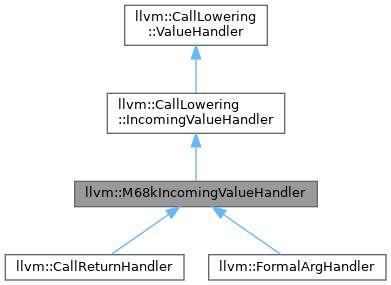 llvm::CallLowering
::ValueHandler
llvm::CallLowering
::IncomingValueHandler
llvm::M68kIncomingValueHandler
llvm::CallReturnHandler
llvm::FormalArgHandler